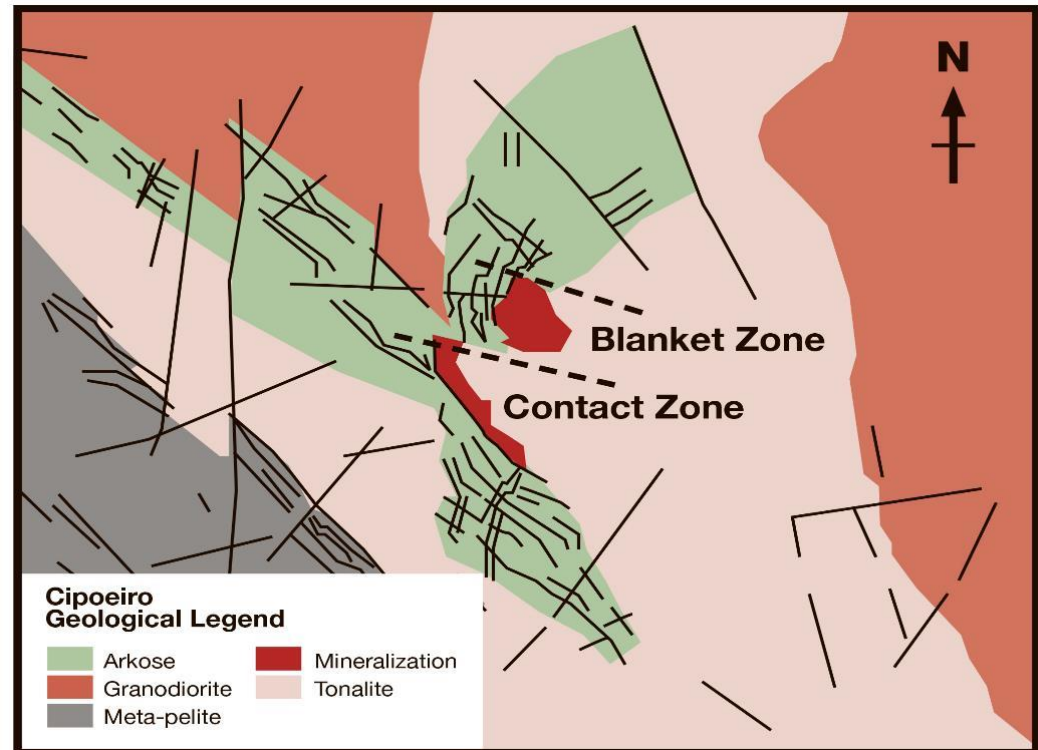 N
Blanket Zone
Contact Zone
Cipoeiro
Geological Legend
Arkose
Mineralization
Granodiorite
Tonalite
Meta-pelite